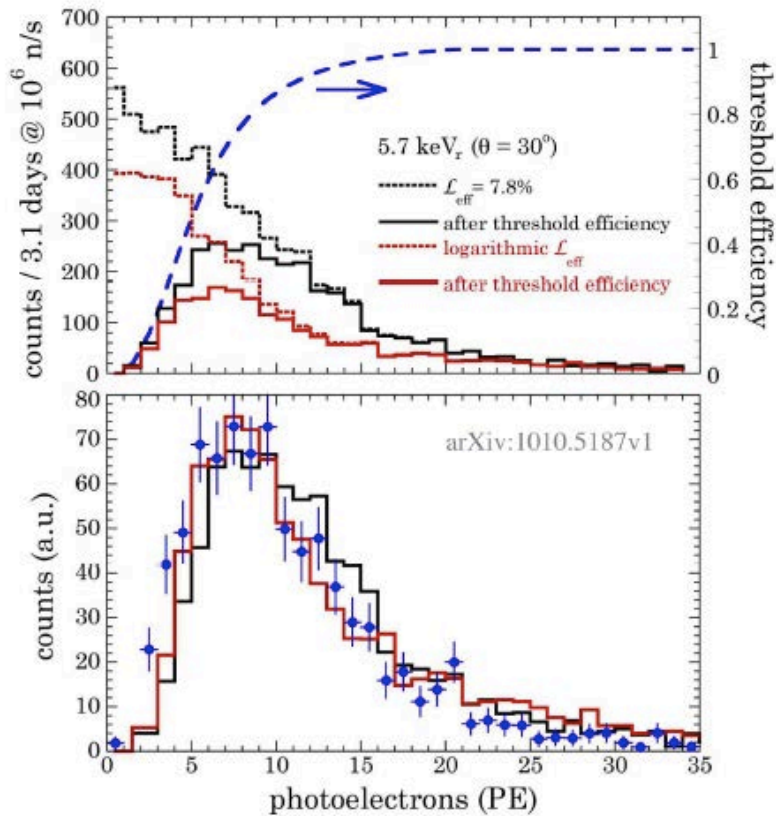 700
600
500
400
300
200
100
0
counts / 3.1 days @ 10⁶ n/s
1
0.8
0.6
0.4
0.2
0
threshold efficiency
5.7 keVᵣ (θ = 30°)
ℒeff = 7.8%
after threshold efficiency
logarithmic ℒeff
after threshold efficiency
80
70
60
50
40
30
20
10
0
counts (a.u.)
arXiv:1010.5187v1
0 5 10 15 20 25 30 35
photoelectrons (PE)